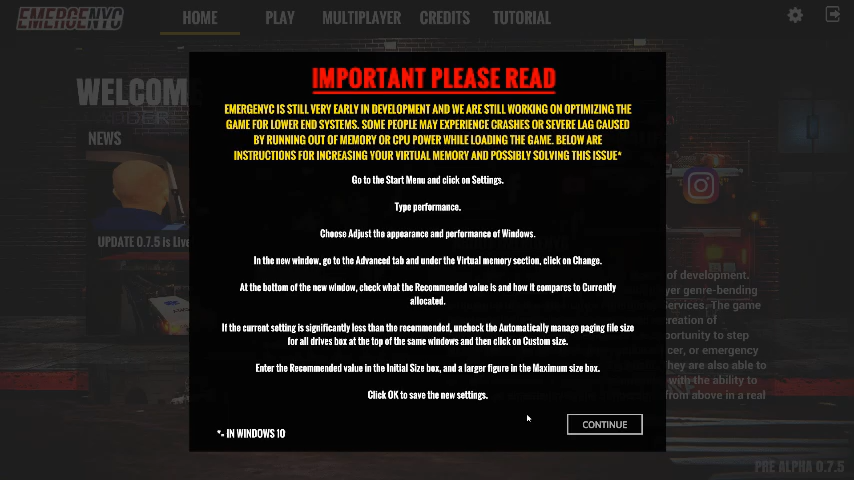 EMERGENYC
HOME PLAY MULTIPLAYER CREDITS TUTORIAL
IMPORTANT PLEASE READ
WELCOME
EMERGENYC IS STILL VERY EARLY IN DEVELOPMENT AND WE ARE STILL WORKING ON OPTIMIZING THE
GAME FOR LOWER END SYSTEMS. SOME PEOPLE MAY EXPERIENCE CRASHES OR SEVERE LAG CAUSED
BY RUNNING OUT OF MEMORY OR CPU POWER WHILE LOADING THE GAME. BELOW ARE
INSTRUCTIONS FOR INCREASING YOUR VIRTUAL MEMORY AND POSSIBLY SOLVING THIS ISSUE*
NEWS
Go to the Start Menu and click on Settings.
Type performance.
Choose Adjust the appearance and performance of Windows.
UPDATE 0.7.5 is Live
In the new window, go to the Advanced tab and under the Virtual memory section, click on Change.
At the bottom of the new window, check what the Recommended value is and how it compares to Currently
allocated.
If the current setting is significantly less than the recommended, uncheck the Automatically manage paging file size
for all drives box at the top of the same windows and then click on Custom size.
Enter the Recommended value in the Initial Size box, and a larger figure in the Maximum size box.
Click OK to save the new settings.
*- IN WINDOWS 10
CONTINUE
of development.
yer genre-bending
Services. The game
creation of
portunity to step
cer, or emergency
hey are also able to
with the ability to
from above in a real
PRE ALPHA 0.7.5